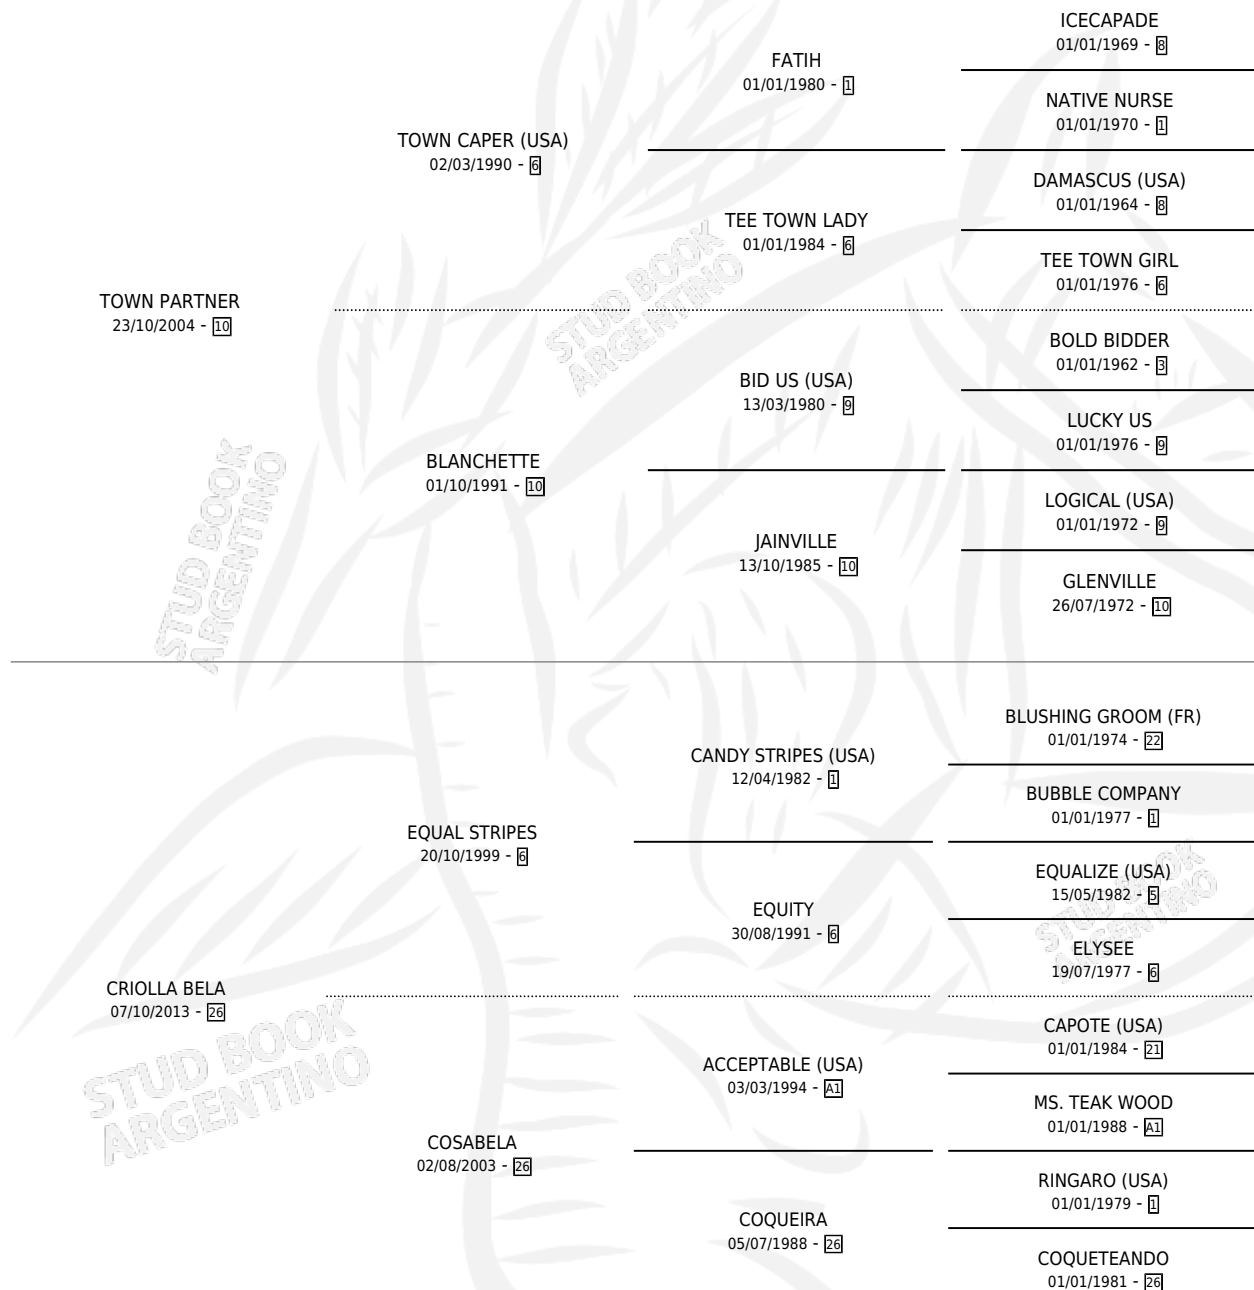 ICECAPADE
01/01/1969 - 8
FATIH
01/01/1980 - 1
NATIVE NURSE
01/01/1970 - 1
TOWN CAPER (USA)
02/03/1990 - 6
DAMASCUS (USA)
01/01/1964 - 8
TEE TOWN LADY
01/01/1984 - 6
TEE TOWN GIRL
01/01/1976 - 6
TOWN PARTNER
23/10/2004 - 10
STUD BOOK
ARGENTINO
BOLD BIDDER
01/01/1962 - 3
BID US (USA)
13/03/1980 - 9
LUCKY US
01/01/1976 - 9
BLANCHETTE
01/10/1991 - 10
LOGICAL (USA)
01/01/1972 - 9
JAINVILLE
13/10/1985 - 10
GLENVILLE
26/07/1972 - 10
STUD BOOK
ARGENTINO
BLUSHING GROOM (FR)
01/01/1974 - 22
CANDY STRIPES (USA)
12/04/1982 - 1
BUBBLE COMPANY
01/01/1977 - 1
EQUAL STRIPES
20/10/1999 - 6
EQUALIZE (USA)
15/05/1982 - 5
STUD BOOK
ARGENTINO
EQUITY
30/08/1991 - 6
ELYSEE
19/07/1977 - 6
CRIOLLA BELA
07/10/2013 - 26
STUD BOOK
ARGENTINO
CAPOTE (USA)
01/01/1984 - 21
ACCEPTABLE (USA)
03/03/1994 - A1
MS. TEAK WOOD
01/01/1988 - A1
COSABELA
02/08/2003 - 26
RINGARO (USA)
01/01/1979 - 1
COQUEIRA
05/07/1988 - 26
COQUETEANDO
01/01/1981 - 26